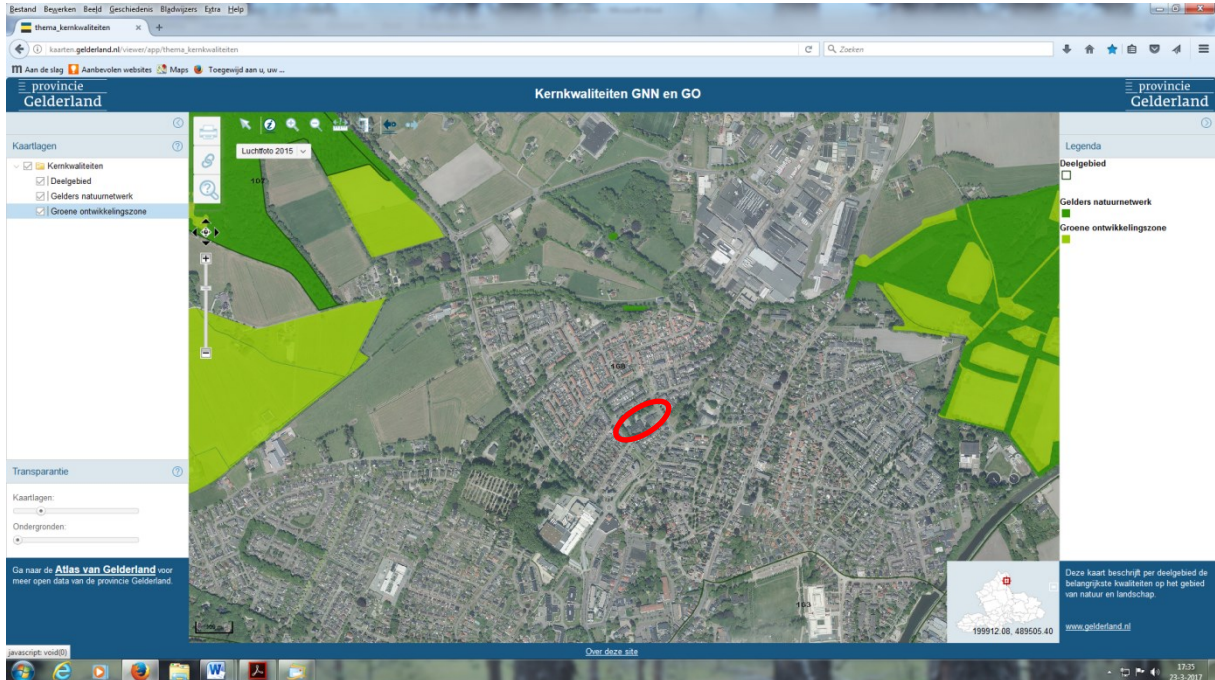 Bestand Bewerken Beeld Geschiedenis Bladwijzers Extra Help
thema_kernkwaliteiten × +
kaarten.gelderland.nl/viewer/app/thema_kernkwaliteiten
Zoeken
Aan de slag Aanbevolen websites Maps Toegewijd aan u, uw ...
provincie
Gelderland
Kernkwaliteiten GNN en GO
provincie
Gelderland
Kaartlagen
Kernkwaliteiten
Deelgebied
Gelders natuurnetwerk
Groene ontwikkelingszone
Luchtfoto 2015
107
168
163
Legenda
Deelgebied
Gelders natuurnetwerk
Groene ontwikkelingszone
Transparantie
Kaartlagen:
Ondergronden:
Ga naar de Atlas van Gelderland voor
meer open data van de provincie Gelderland.
199912.08, 489505.40
Deze kaart beschrijft per deelgebied de
belangrijkste kwaliteiten op het gebied
van natuur en landschap.
www.gelderland.nl
javascript: void(0)
Over deze site
17:35
23-3-2017